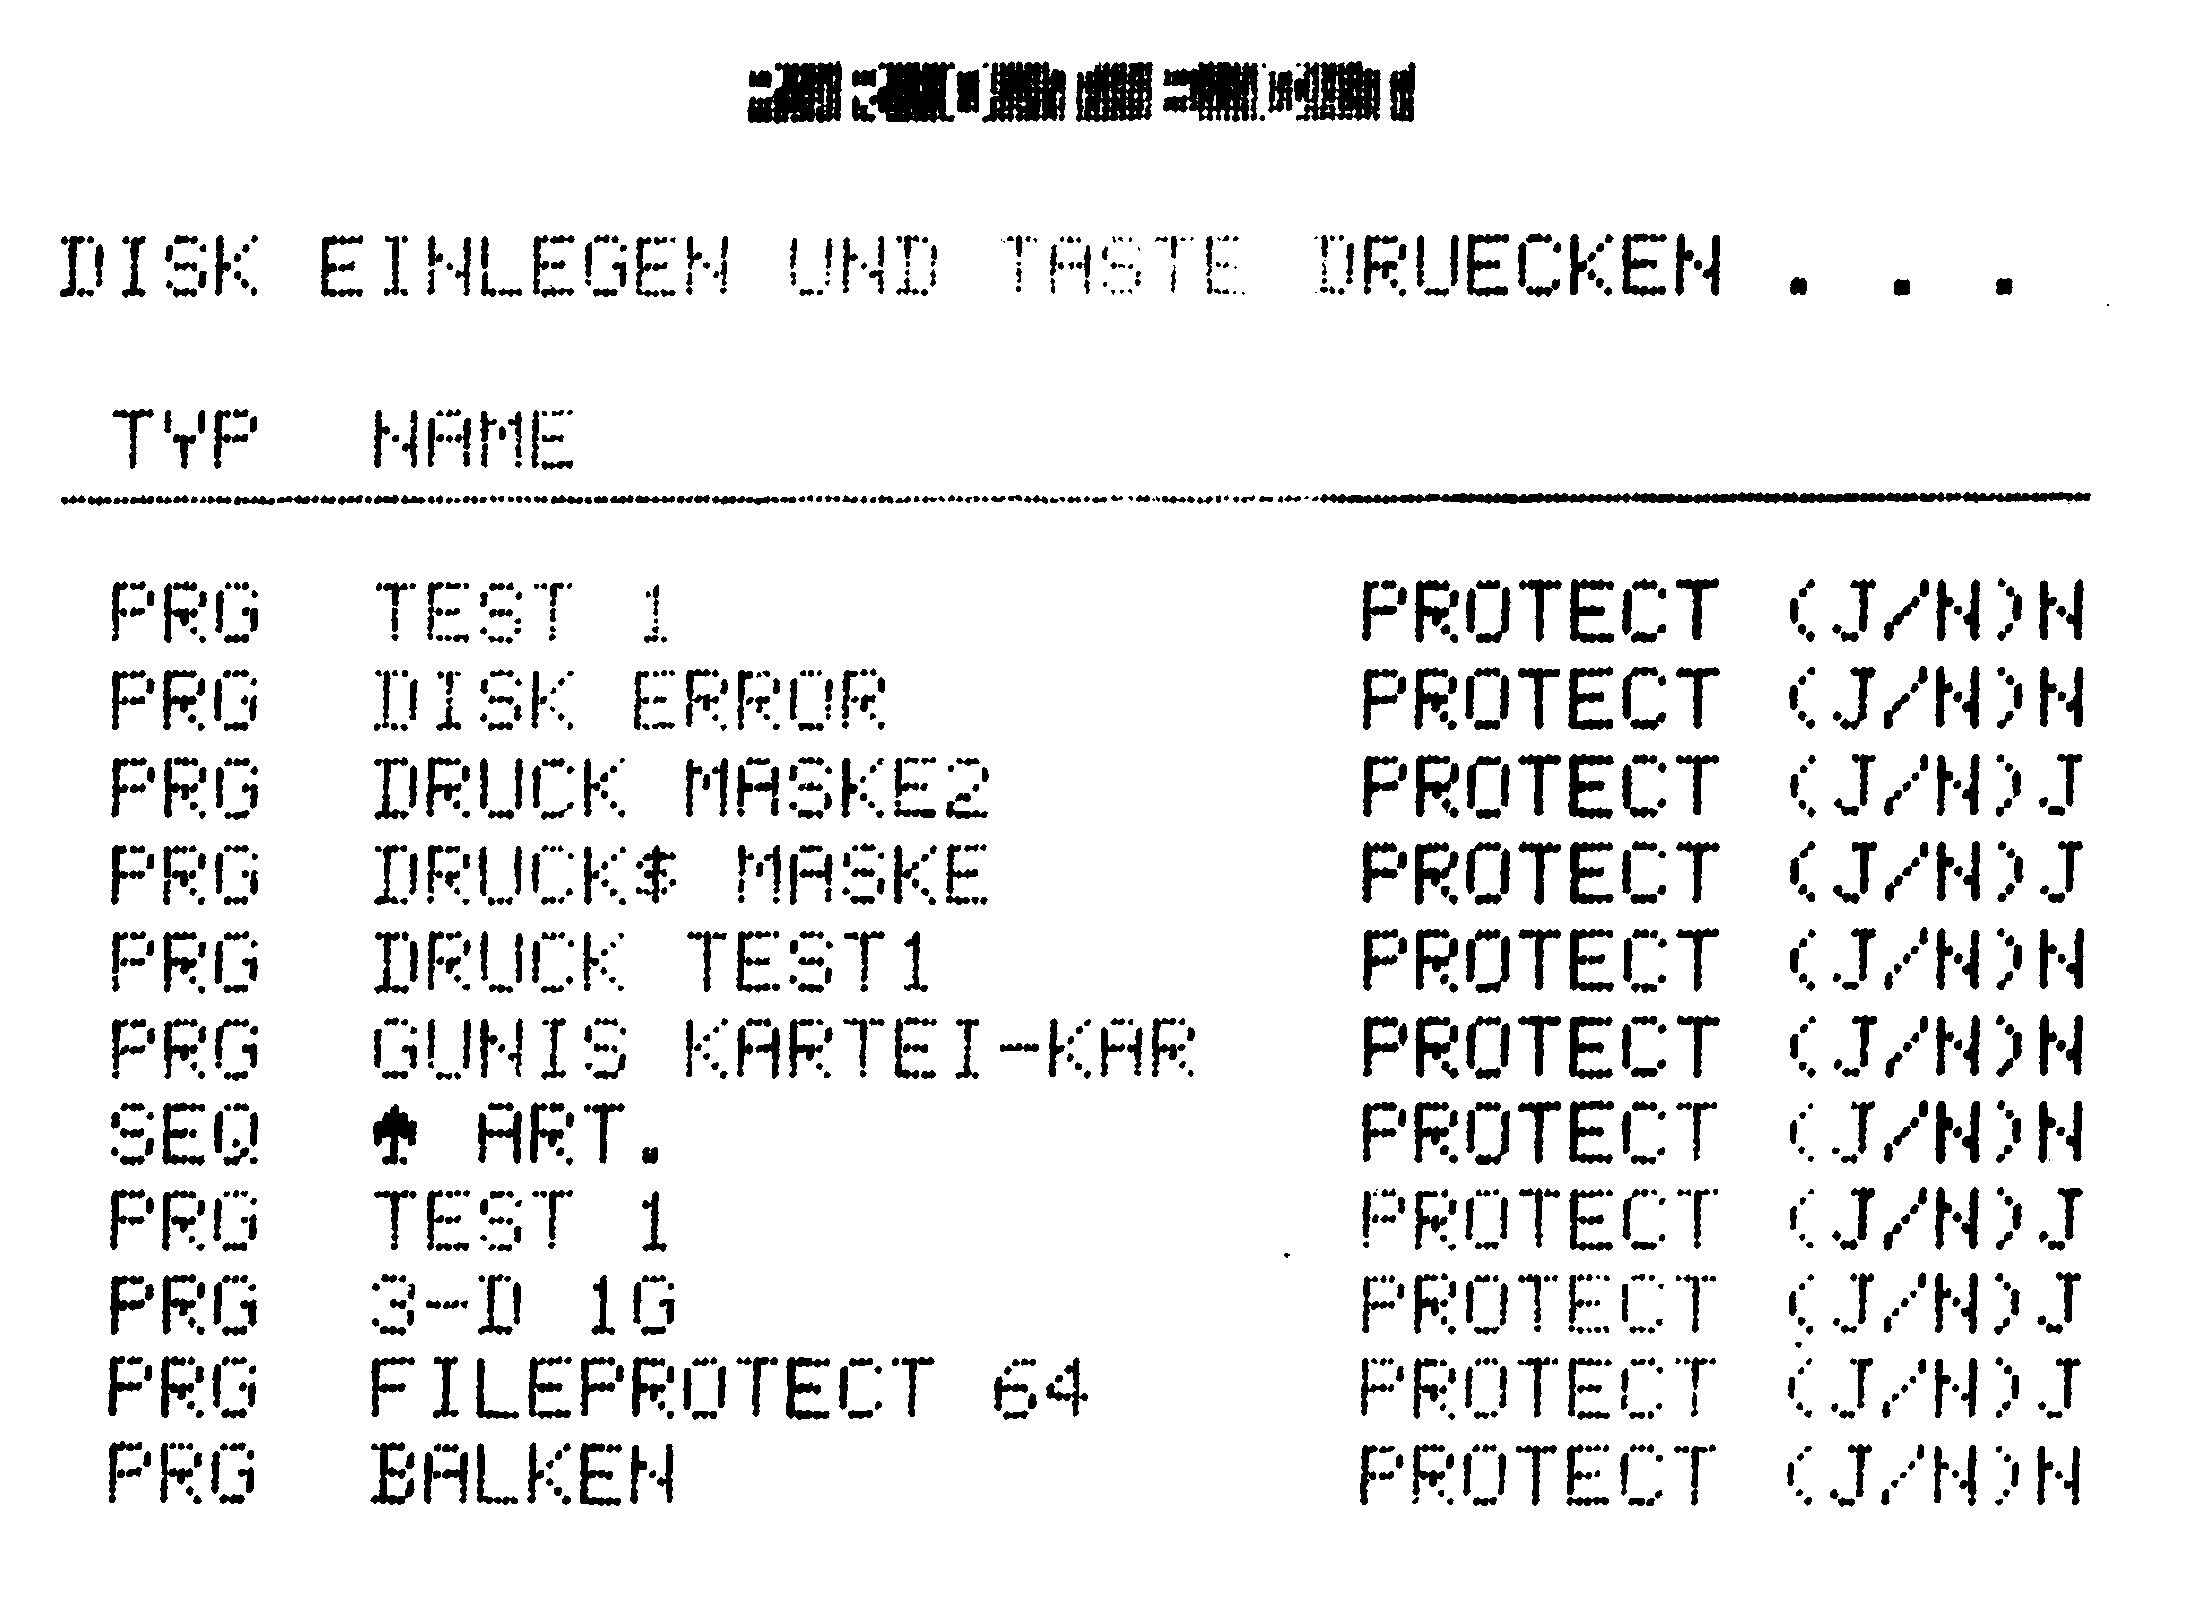 DISK EINLEGEN UND TASTE DRUECKEN . . .
TYP NAME
PRG TEST 1 PROTECT (J/N)N
PRG DISK ERROR PROTECT (J/N)N
PRG DRUCK MASKE2 PROTECT (J/N)J
PRG DRUCK$ MASKE PROTECT (J/N)J
PRG DRUCK TEST1 PROTECT (J/N)N
PRG GUNIS KARTEI-KAR PROTECT (J/N)N
SEQ ♠ ART. PROTECT (J/N)N
PRG TEST 1 PROTECT (J/N)J
PRG 3-D 1G PROTECT (J/N)J
PRG FILEPROTECT 64 PROTECT (J/N)J
PRG BALKEN PROTECT (J/N)N